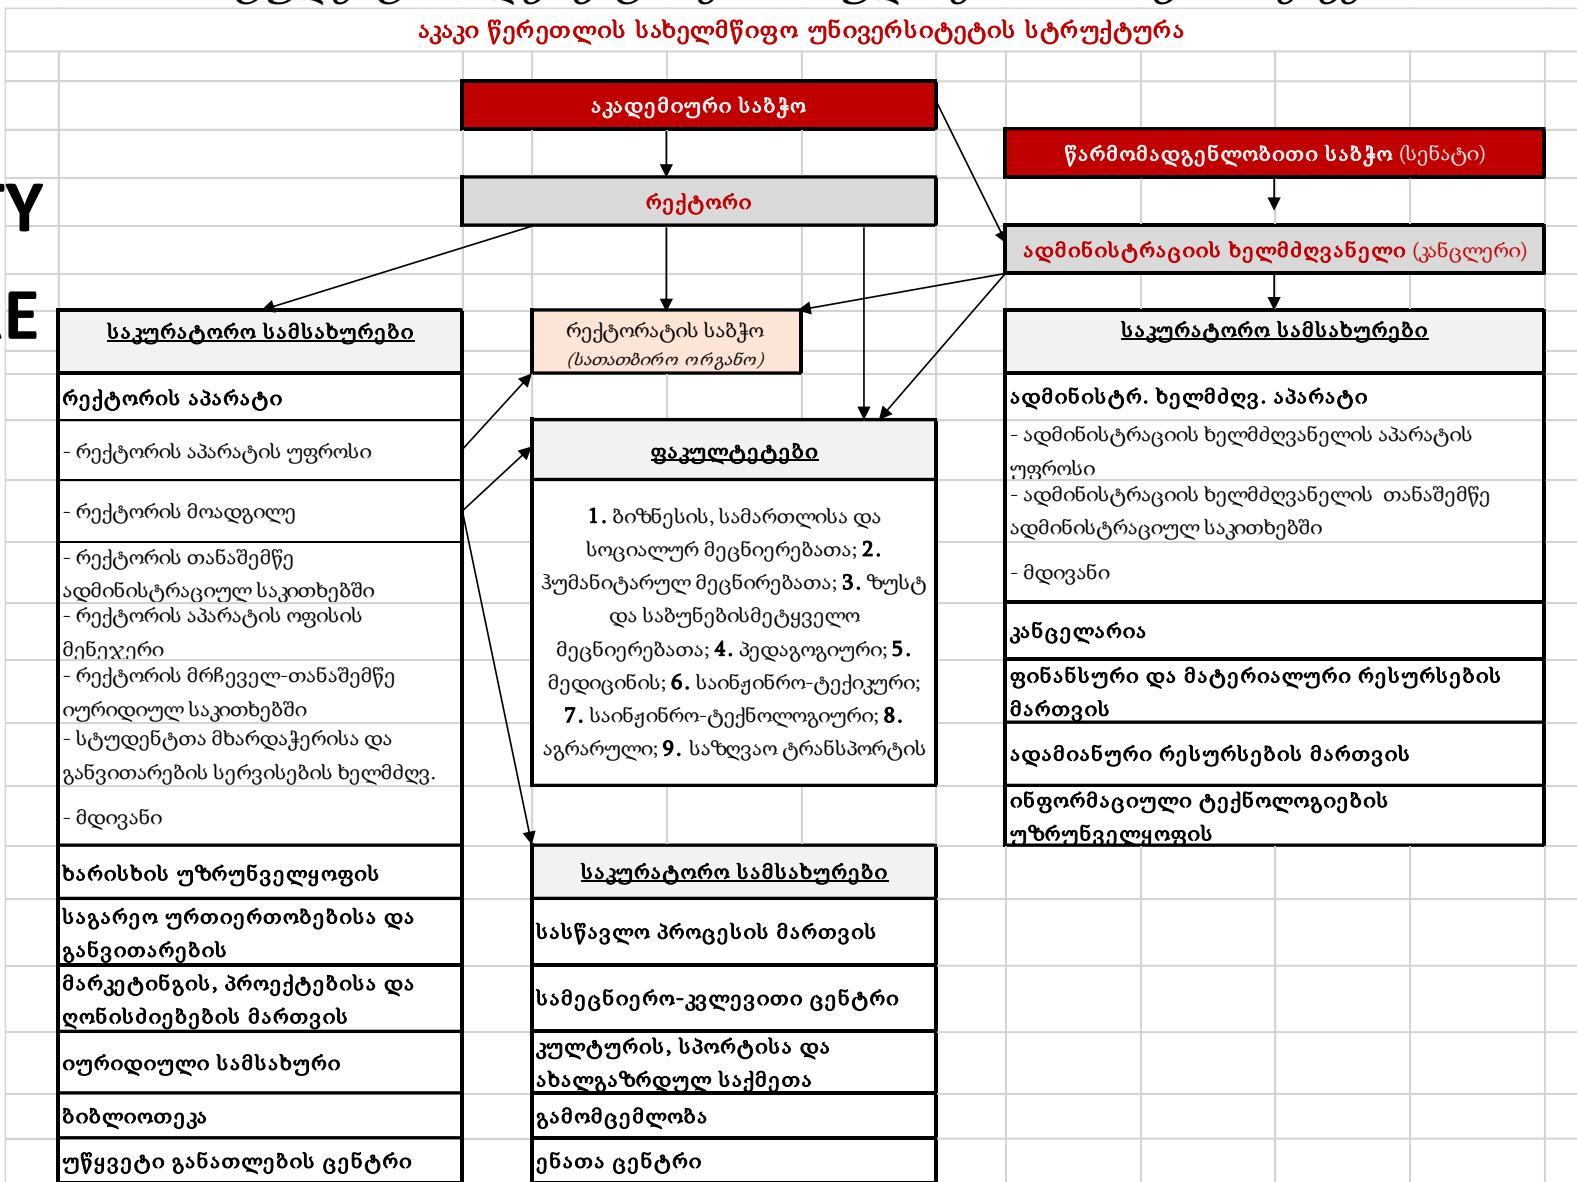 აკაკი წერეთლის სახელმწიფო უნივერსიტეტის სტრუქტურა
აკადემიური საბჭო
წარმომადგენლობითი საბჭო (სენატი)
TY
რექტორი
ადმინისტრაციის ხელმძღვანელი (კანცლერი)
E
საკურატორო სამსახურები
რექტორის აპარატი
- რექტორის აპარატის უფროსი
- რექტორის მოადგილე
- რექტორის თანაშემწე
ადმინისტრაციულ საკითხებში
- რექტორის აპარატის ოფისის
მენეჯერი
- რექტორის მრჩეველ-თანაშემწე
იურიდიულ საკითხებში
- სტუდენტთა მხარდაჭერისა და
განვითარების სერვისების ხელმძღვ.
- მდივანი
ხარისხის უზრუნველყოფის
საგარეო ურთიერთობებისა და
განვითარების
მარკეტინგის, პროექტებისა და
ღონისძიებების მართვის
იურიდიული სამსახური
ბიბლიოთეკა
უწყვეტი განათლების ცენტრი
რექტორატის საბჭო
(სათათბირო ორგანო)
ფაკულტეტები
1. ბიზნესის, სამართლისა და
სოციალურ მეცნიერებათა; 2.
ჰუმანიტარულ მეცნირებათა; 3. ზუსტ
და საბუნებისმეტყველო
მეცნიერებათა; 4. პედაგოგიური; 5.
მედიცინის; 6. საინჟინრო-ტექიკური;
7. საინჟინრო-ტექნოლოგიური; 8.
აგრარული; 9. საზღვაო ტრანსპორტის
საკურატორო სამსახურები
სასწავლო პროცესის მართვის
სამეცნიერო-კვლევითი ცენტრი
კულტურის, სპორტისა და
ახალგაზრდულ საქმეთა
გამომცემლობა
ენათა ცენტრი
საკურატორო სამსახურები
ადმინისტრ. ხელმძღვ. აპარატი
- ადმინისტრაციის ხელმძღვანელის აპარატის
უფროსი
- ადმინისტრაციის ხელმძღვანელის თანაშემწე
ადმინისტრაციულ საკითხებში
- მდივანი
კანცელარია
ფინანსური და მატერიალური რესურსების
მართვის
ადამიანური რესურსების მართვის
ინფორმაციული ტექნოლოგიების
უზრუნველყოფის